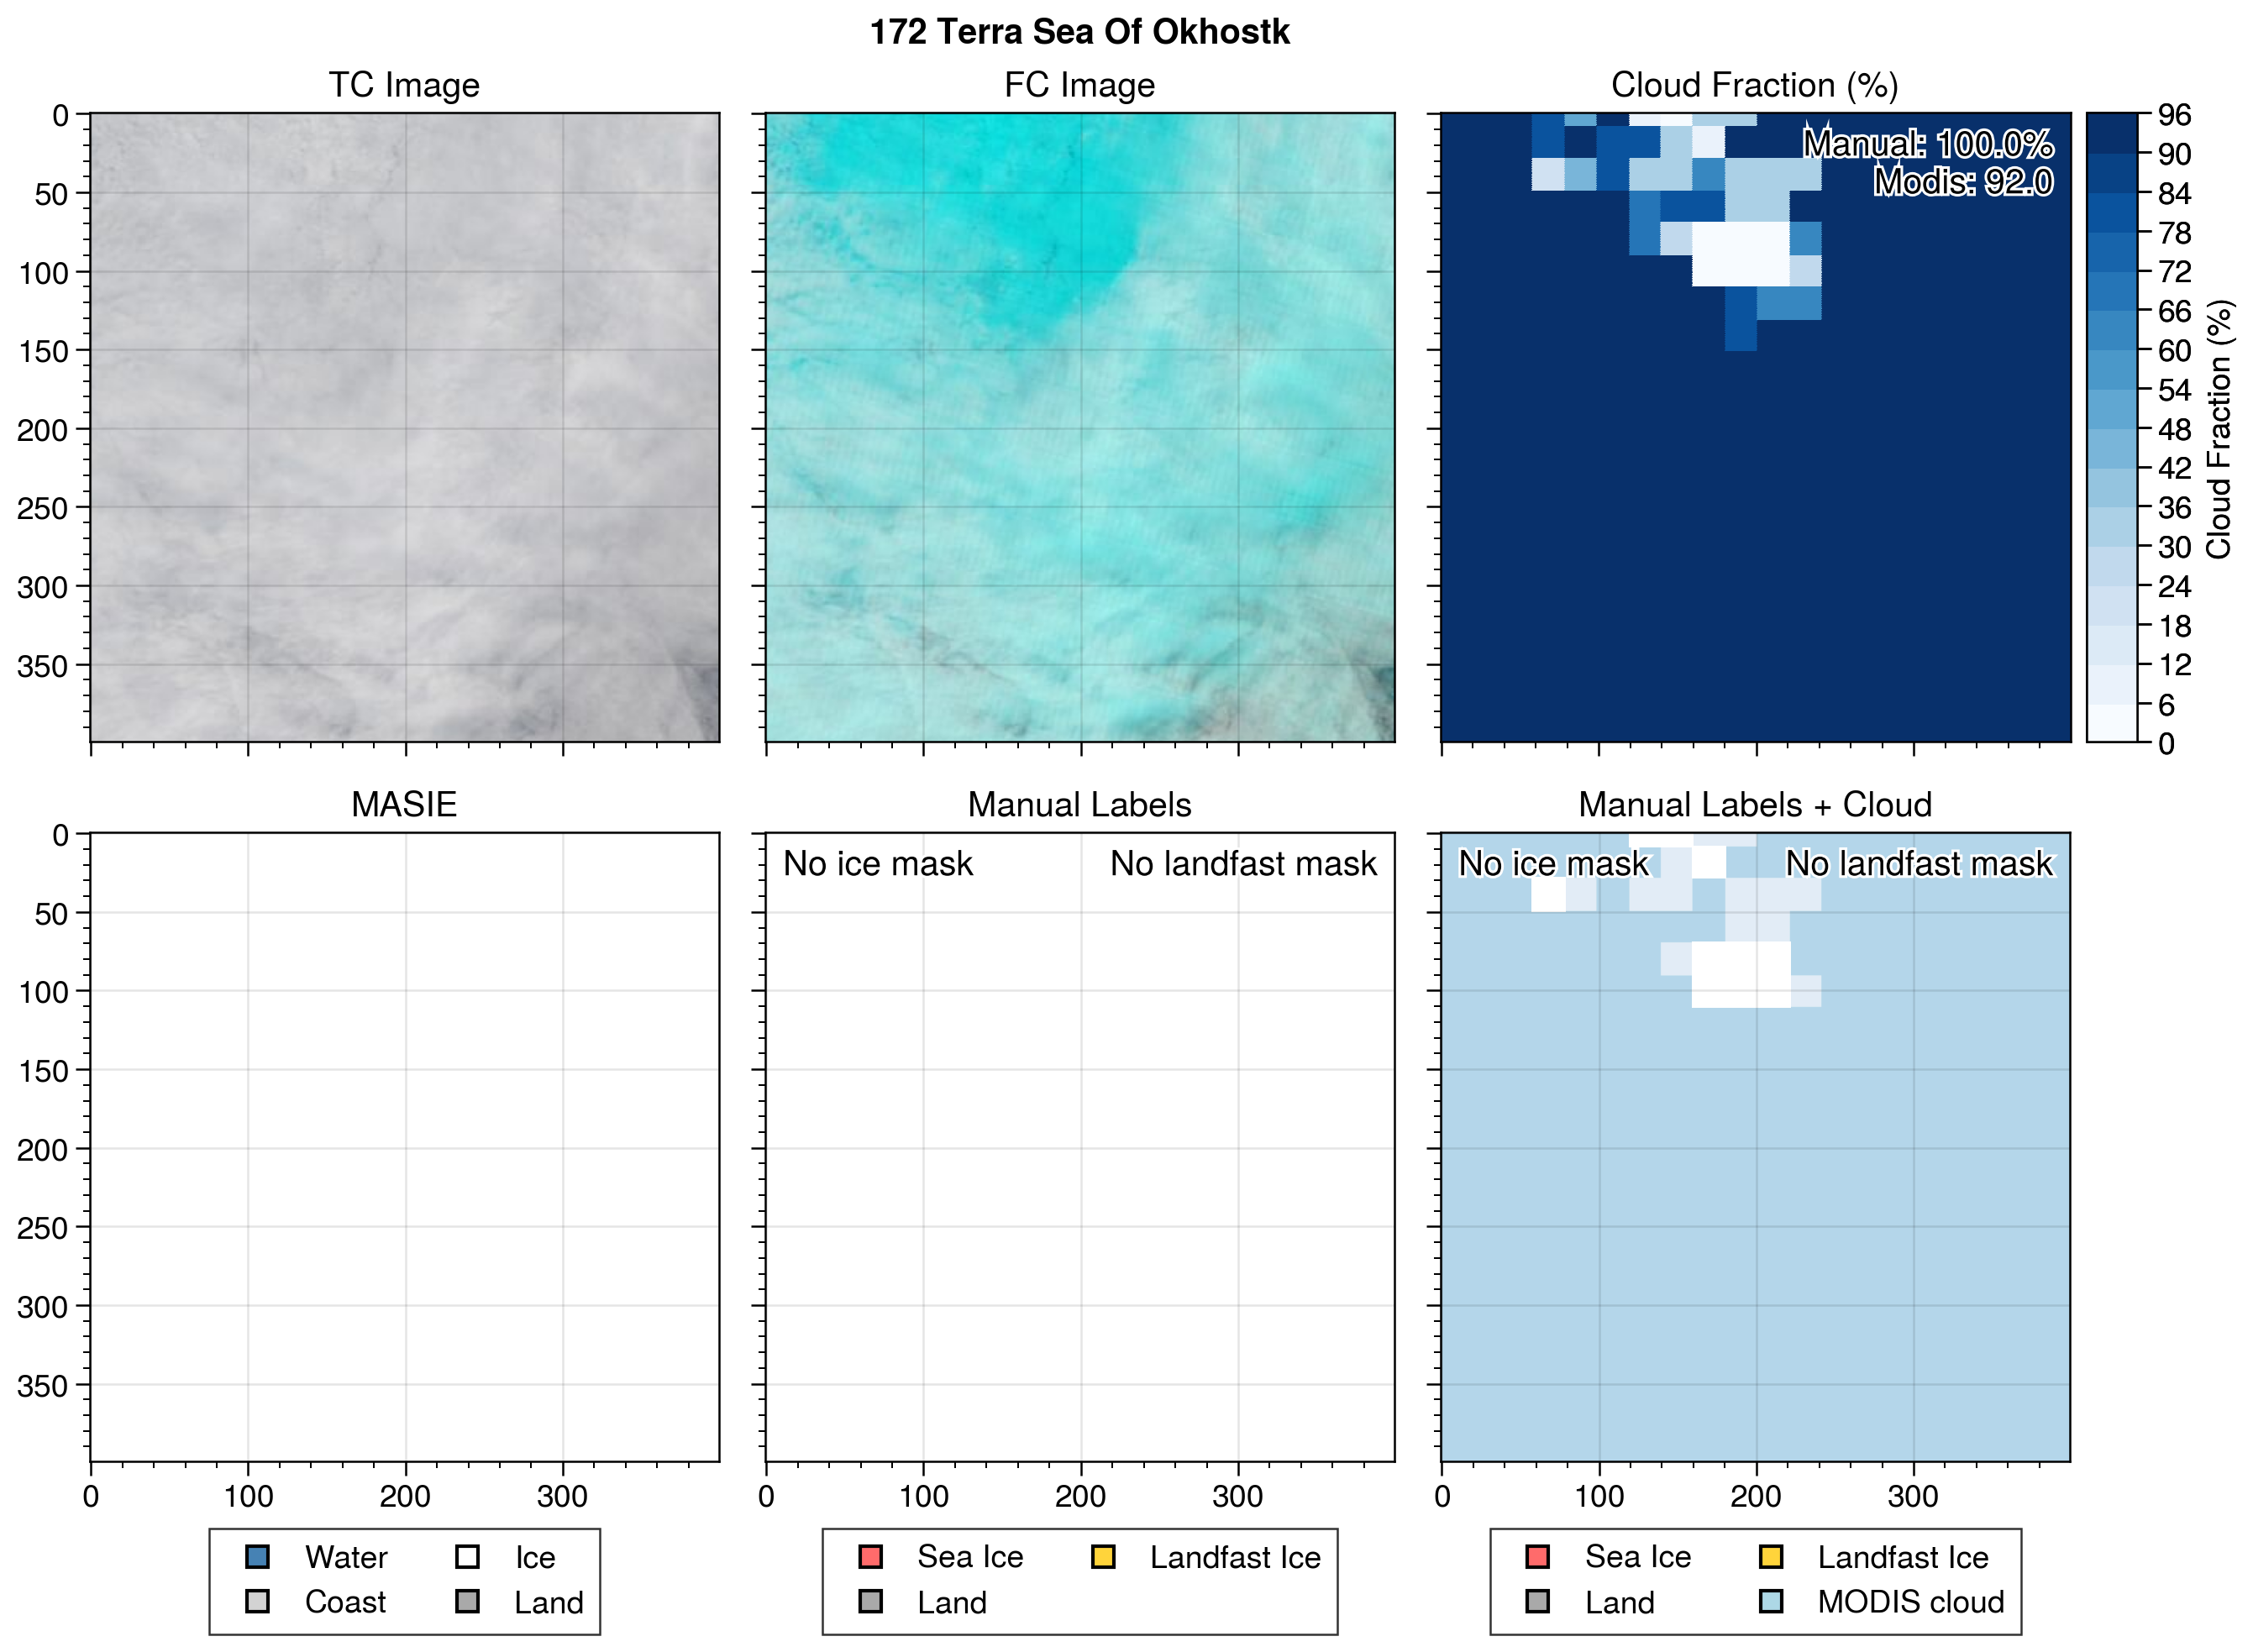 172 Terra Sea Of Okhostk
TC Image
FC Image
Cloud Fraction (%)
0
50
100
150
200
250
300
350
Manual: 100.0%
Modis: 92.0
96
90
84
78
72
66
60
54
48
42
36
30
24
18
12
6
0
Cloud Fraction (%)
MASIE
Manual Labels
Manual Labels + Cloud
0
50
100
150
200
250
300
350
No ice mask
No landfast mask
No ice mask
No landfast mask
0 100 200 300
0 100 200 300
0 100 200 300
Water Ice
Coast Land
Sea Ice Landfast Ice
Land
Sea Ice Landfast Ice
Land MODIS cloud